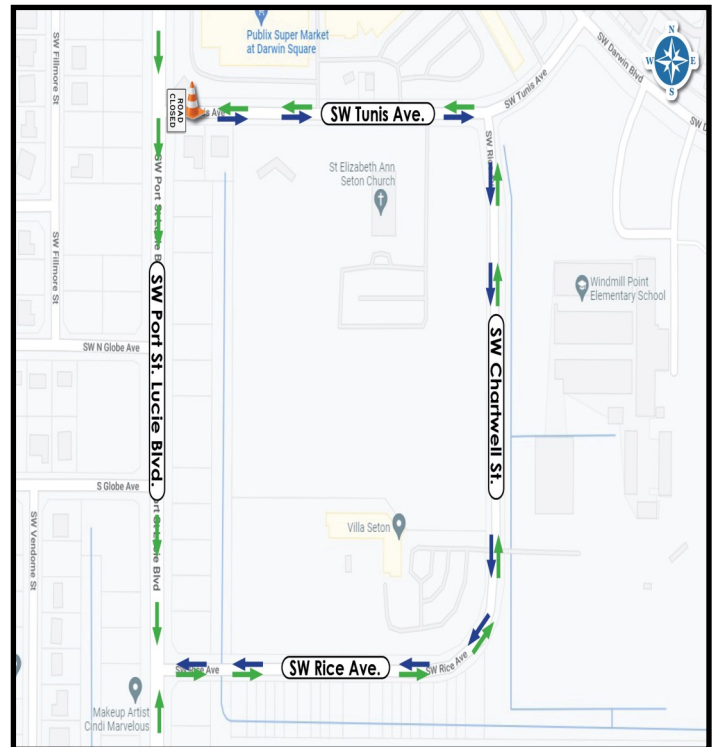 SW Fillmore St
Publix Super Market
at Darwin Square
SW Darwin Blvd
N
W
E
S
ROAD
CLOSED
SW Tunis Ave.
SW Tunis Ave
St Elizabeth Ann
Seton Church
SW Fillmore St
Windmill Point
Elementary School
SW Port St. Lucie Blvd.
SW Chartwell St.
SW N Globe Ave
S Globe Ave
SW Vendome St
Villa Seton
SW Rice Ave.
SW Rice Ave
Makeup Artist
Cindi Marvelous